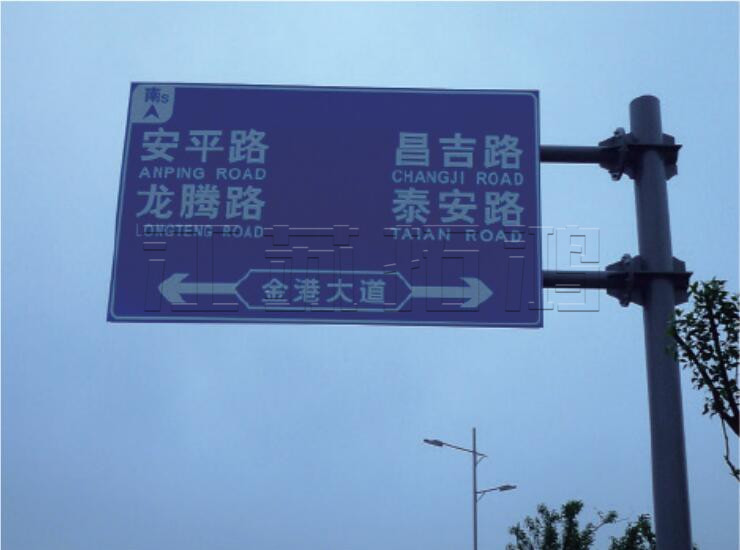 南S
安平路 昌吉路
ANPING ROAD CHANGJI ROAD
龙腾路 泰安路
LONGTENG ROAD TAIAN ROAD
金港大道